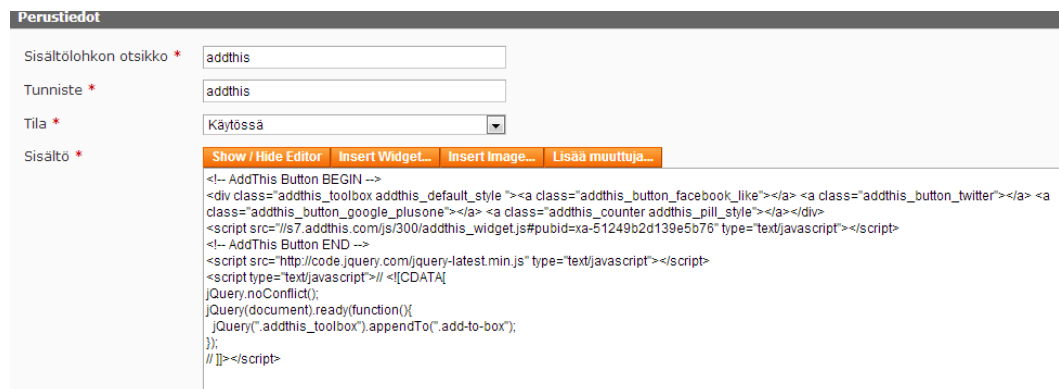 Perustiedot
Sisältölohkon otsikko * addthis
Tunniste * addthis
Tila * Käytössä
Sisältö * Show / Hide Editor Insert Widget... Insert Image... Lisää muuttuja...
<!-- AddThis Button BEGIN -->
<div class="addthis_toolbox addthis_default_style "><a class="addthis_button_facebook_like"></a> <a class="addthis_button_twitter"></a> <a
class="addthis_button_google_plusone"></a> <a class="addthis_counter addthis_pill_style"></a></div>
<script src="//s7.addthis.com/js/300/addthis_widget.js#pubid=xa-51249b2d139e5b76" type="text/javascript"></script>
<!-- AddThis Button END -->
<script src="http://code.jquery.com/jquery-latest.min.js" type="text/javascript"></script>
<script type="text/javascript">// <![CDATA[
jQuery.noConflict();
jQuery(document).ready(function(){
jQuery(".addthis_toolbox").appendTo(".add-to-box");
});
// ]]></script>